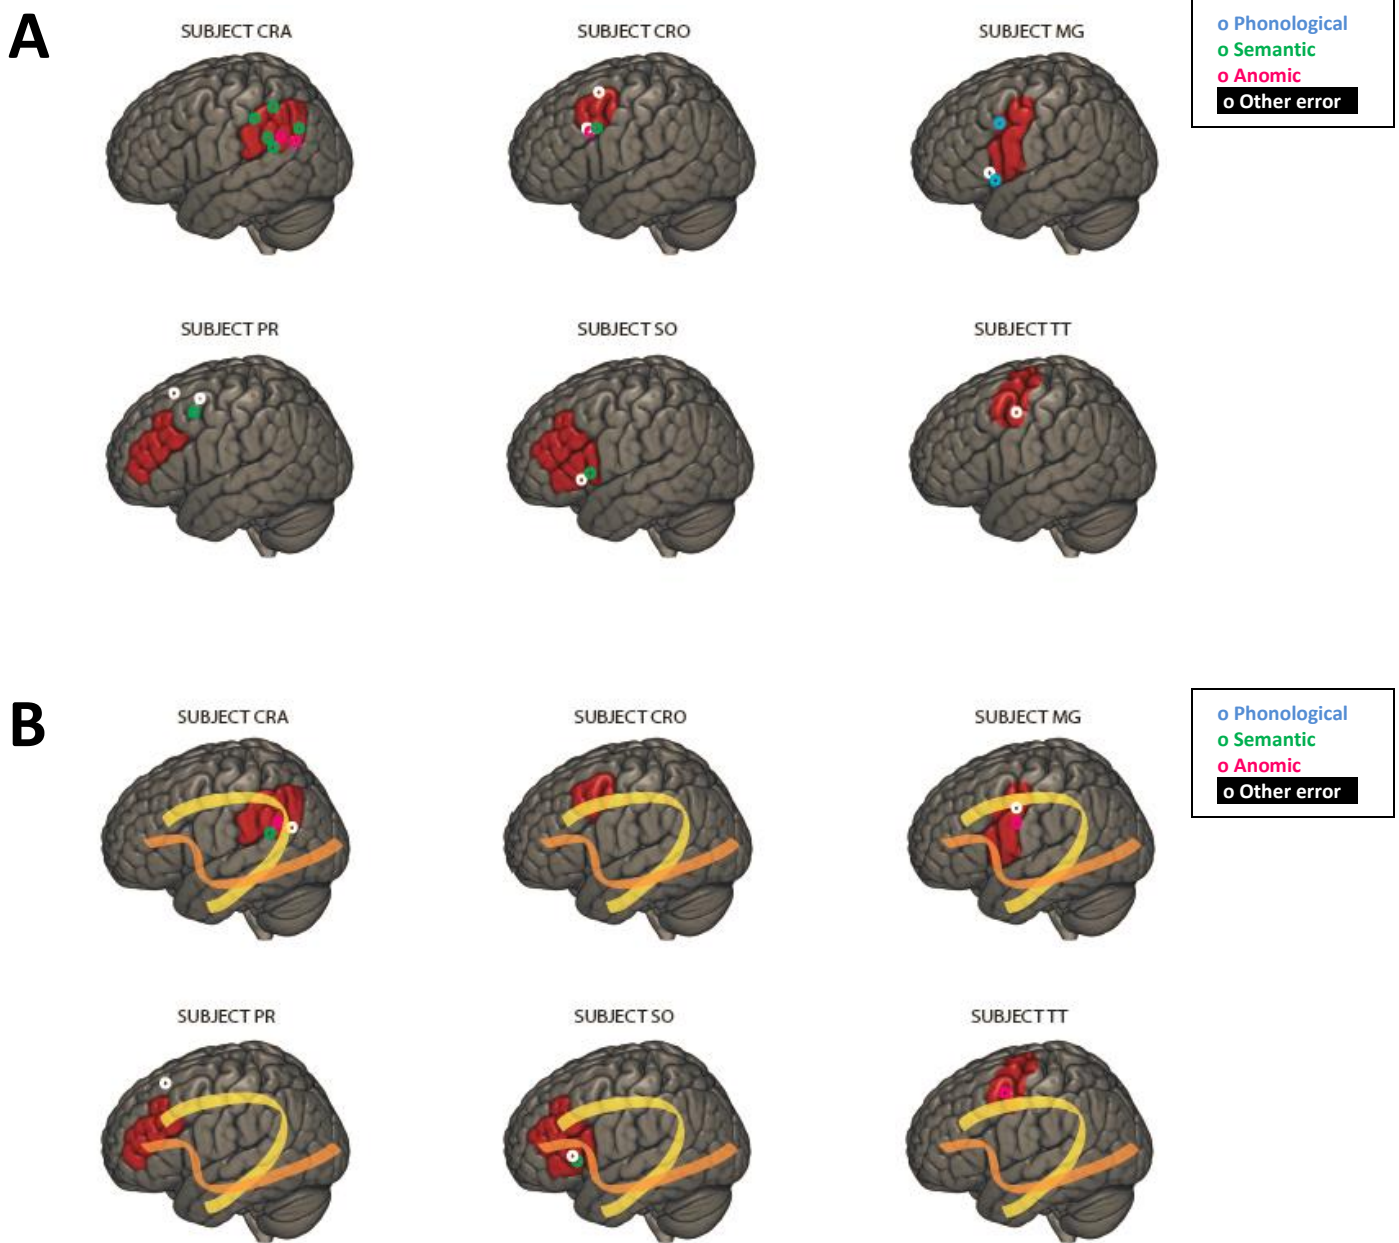 A
SUBJECT CRA
SUBJECT CRO
SUBJECT MG
o Phonological
o Semantic
o Anomic
o Other error
SUBJECT PR
SUBJECT SO
SUBJECT TT
B
SUBJECT CRA
SUBJECT CRO
SUBJECT MG
o Phonological
o Semantic
o Anomic
o Other error
SUBJECT PR
SUBJECT SO
SUBJECT TT